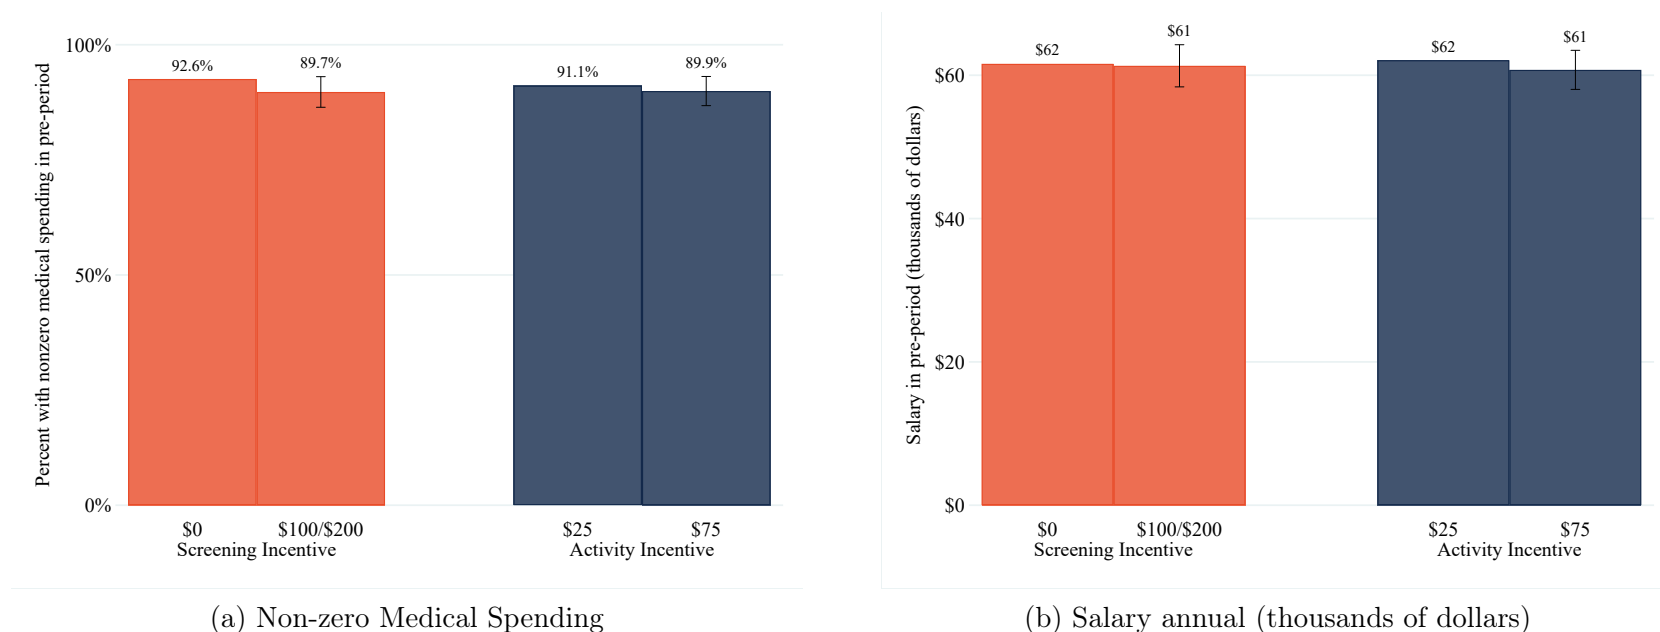 Percent with nonzero medical spending in pre-period
100%
50%
0%
92.6%
89.7%
91.1%
89.9%
$0
$100/$200
$25
$75
Screening Incentive
Activity Incentive
(a) Non-zero Medical Spending
Salary in pre-period (thousands of dollars)
$60
$40
$20
$0
$62
$61
$62
$61
$0
$100/$200
$25
$75
Screening Incentive
Activity Incentive
(b) Salary annual (thousands of dollars)